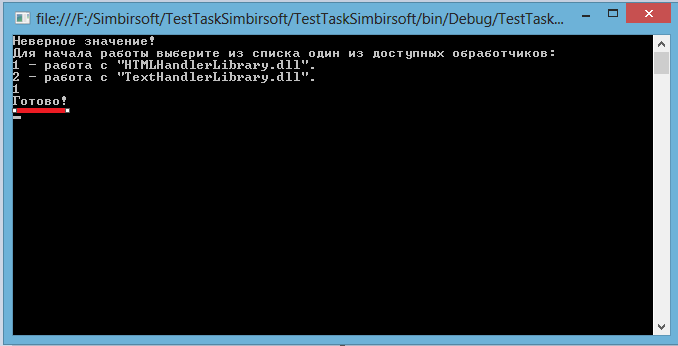 file:///F:/Simbirsoft/TestTaskSimbirsoft/TestTaskSimbirsoft/bin/Debug/TestTask...
Неверное значение!
Для начала работы выберите из списка один из доступных обработчиков:
1 - работа с "HTMLHandlerLibrary.dll".
2 - работа с "TextHandlerLibrary.dll".
1
Готово!